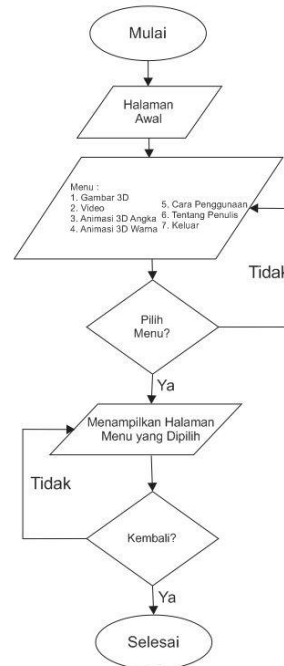 Mulai
Halaman
Awal
Menu :
1. Gambar 3D
2. Video
3. Animasi 3D Angka
4. Animasi 3D Warna
5. Cara Penggunaan
6. Tentang Penulis
7. Keluar
Tidak
Pilih
Menu?
Ya
Menampilkan Halaman
Menu yang Dipilih
Tidak
Kembali?
Ya
Selesai